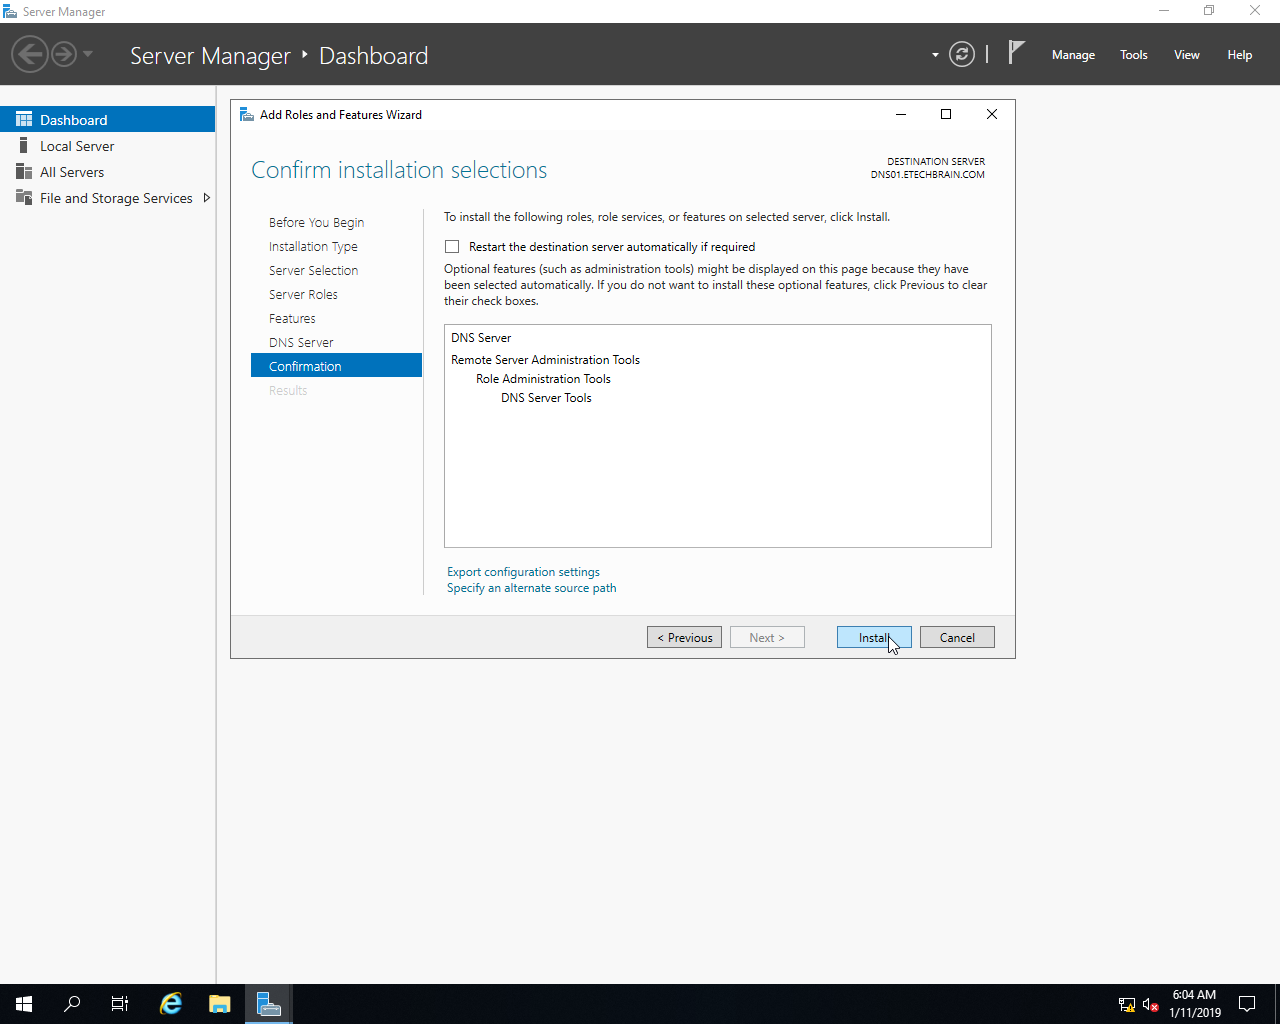 Server Manager
Server Manager ‣ Dashboard
Manage Tools View Help
Dashboard
Local Server
All Servers
File and Storage Services
Add Roles and Features Wizard
Confirm installation selections
DESTINATION SERVER
DNS01.ETECHBRAIN.COM
Before You Begin
Installation Type
Server Selection
Server Roles
Features
DNS Server
Confirmation
Results
To install the following roles, role services, or features on selected server, click Install.
Restart the destination server automatically if required
Optional features (such as administration tools) might be displayed on this page because they have
been selected automatically. If you do not want to install these optional features, click Previous to clear
their check boxes.
DNS Server
Remote Server Administration Tools
Role Administration Tools
DNS Server Tools
Export configuration settings
Specify an alternate source path
< Previous Next > Install Cancel
6:04 AM
1/11/2019